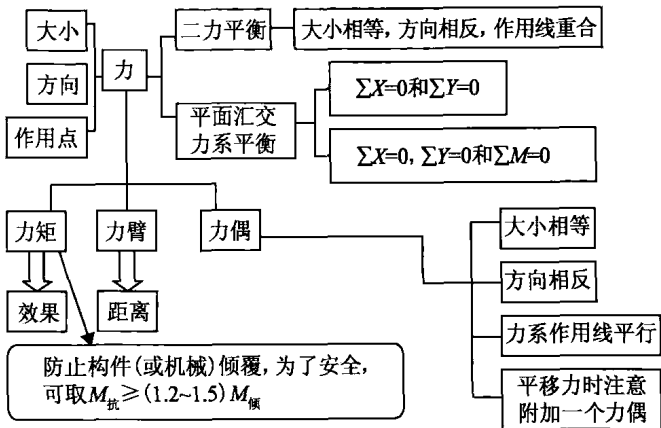 大小
方向
作用点
力
二力平衡
大小相等，方向相反，作用线重合
平面汇交
力系平衡
∑X=0和∑Y=0
∑X=0，∑Y=0和∑M=0
力矩
力臂
力偶
效果
距离
防止构件(或机械)倾覆，为了安全，
可取M抗≥(1.2~1.5)M倾
大小相等
方向相反
力系作用线平行
平移力时注意
附加一个力偶